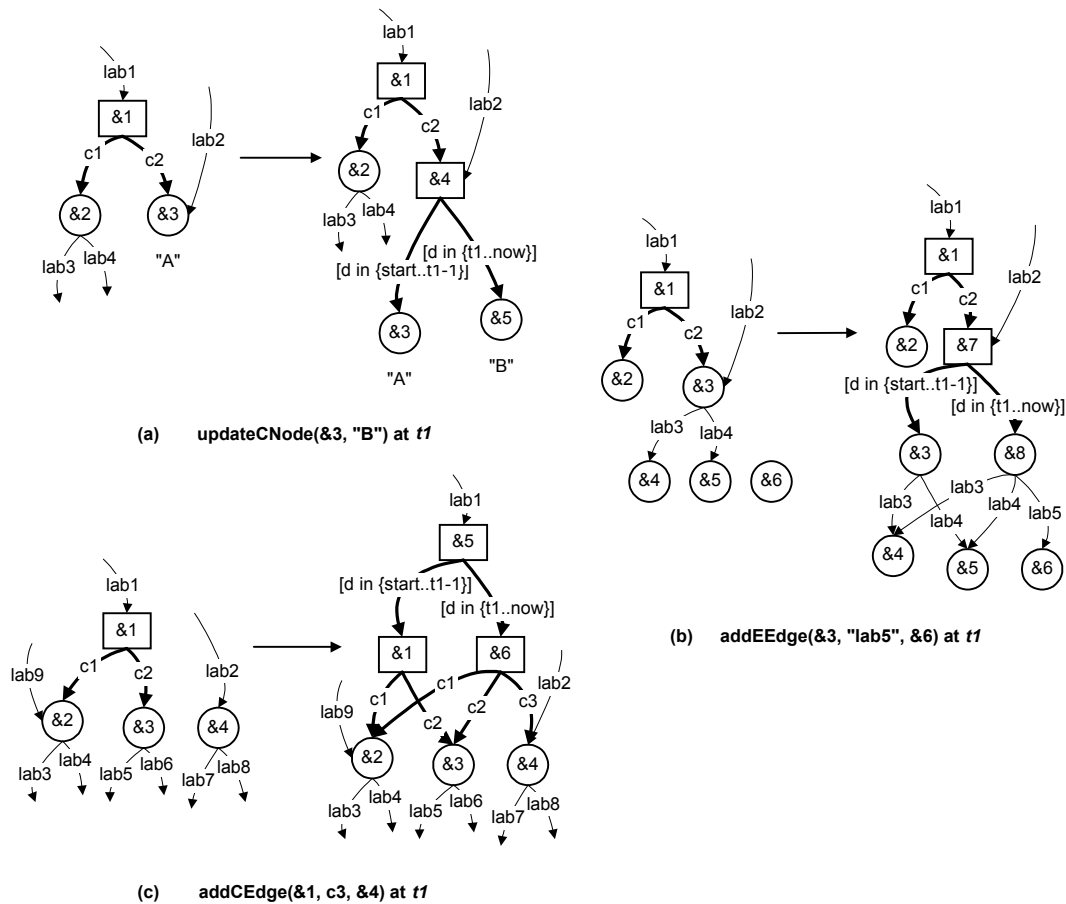 lab1
&1
c1
c2
lab2
&2
&3
lab3
lab4
"A"
lab1
&1
c1
c2
lab2
&2
&4
lab3
lab4
[d in {start..t1-1}]
[d in {t1..now}]
&3
&5
"A"
"B"
(a) updateCNode(&3, "B") at t1
lab1
&1
c1
c2
lab2
&2
&3
lab3
lab4
&4
&5
&6
lab1
&1
c1
c2
lab2
&2
&7
[d in {start..t1-1}]
[d in {t1..now}]
&3
&8
lab3
lab3
lab4
lab4
lab5
&4
&5
&6
(b) addEEdge(&3, "lab5", &6) at t1
lab1
&1
c1
c2
lab9
lab2
&2
&3
&4
lab3
lab4
lab5
lab6
lab7
lab8
lab1
&5
[d in {start..t1-1}]
[d in {t1..now}]
&1
&6
lab9
c1
c1
c2
c2
c3
lab2
&2
&3
&4
lab3
lab4
lab5
lab6
lab7
lab8
(c) addCEdge(&1, c3, &4) at t1